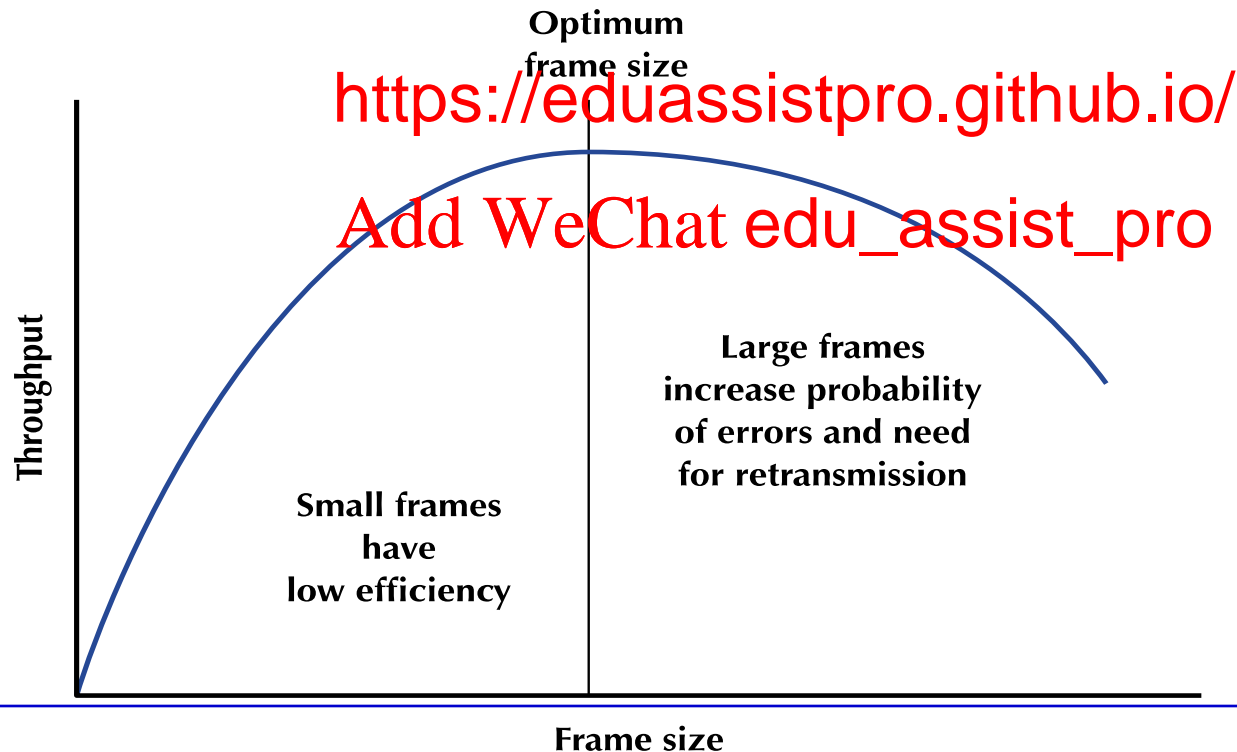 Optimum
frame size
https://eduassistpro.github.io/
Add WeChat edu_assist_pro
Throughput
Large frames
increase probability
of errors and need
for retransmission
Small frames
have
low efficiency
Frame size